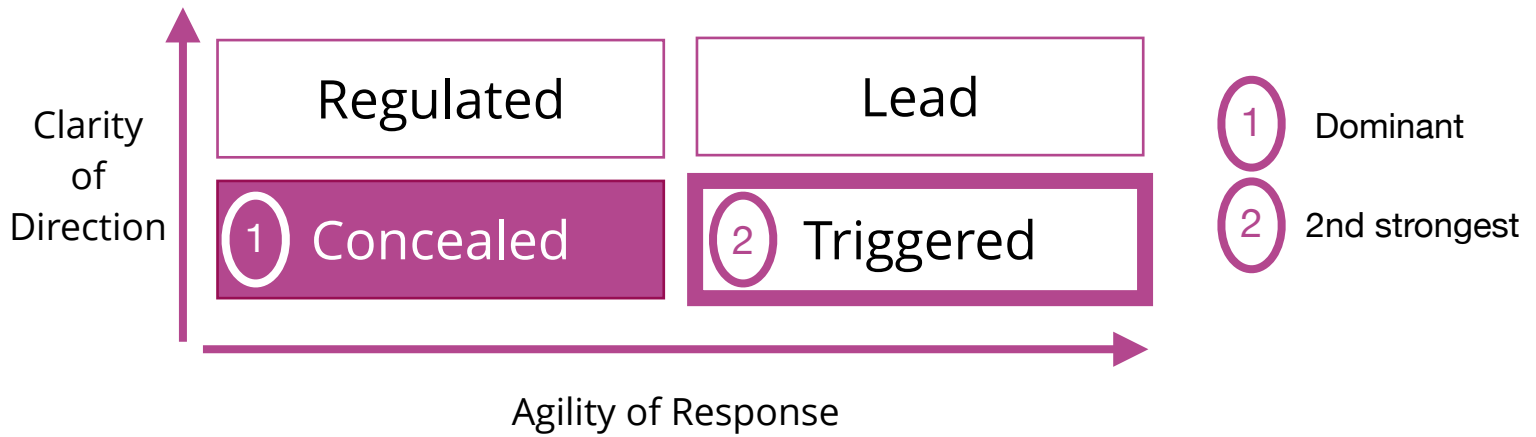 Clarity
of
Direction
Regulated
Lead
1 Concealed
2 Triggered
Agility of Response
1 Dominant
2 2nd strongest